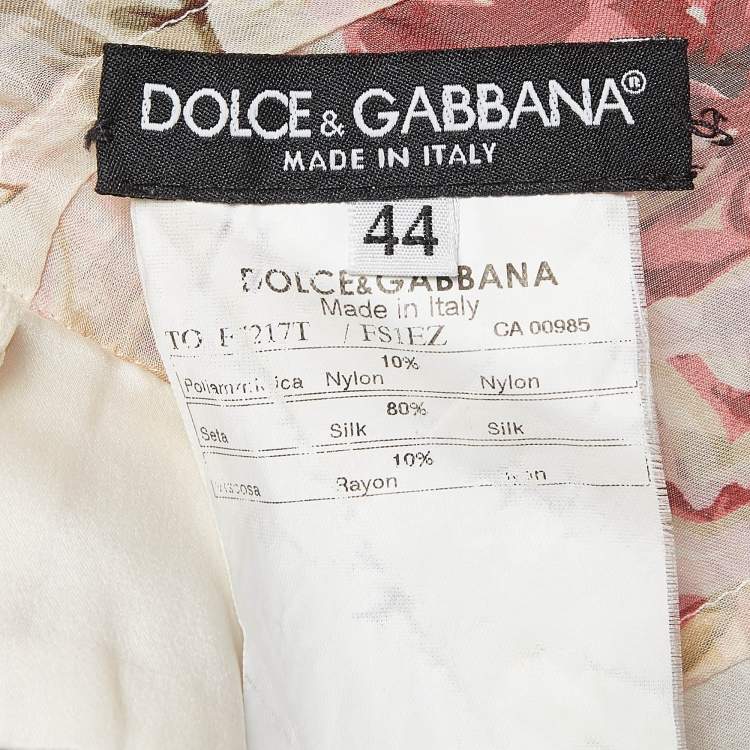 DOLCE & GABBANA®
MADE IN ITALY
44
DOLCE&GABBANA
Made in Italy
TO / FS1EZ CA 00985
10%
Nylon Nylon
80%
Seta Silk Silk
10%
Rayon